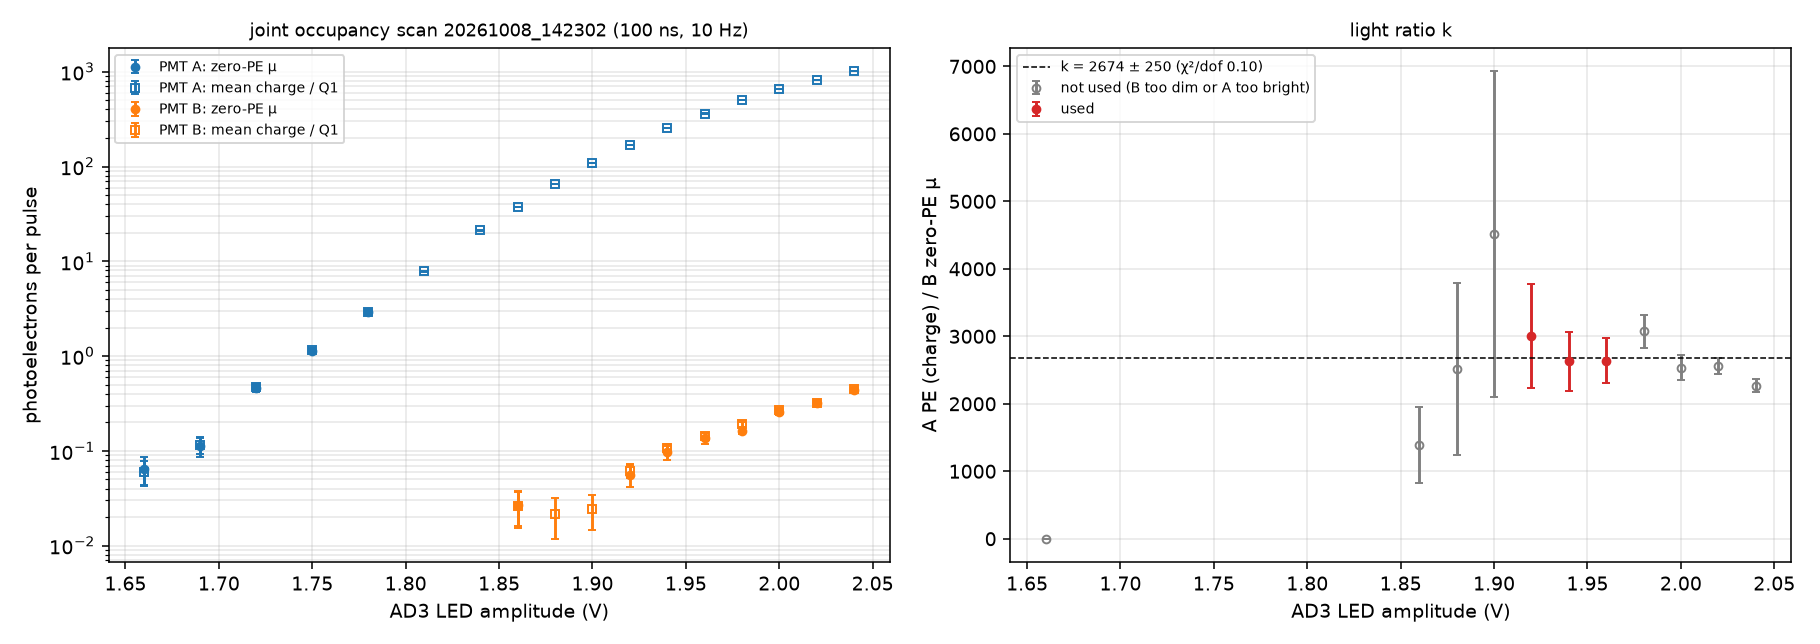 joint occupancy scan 20261008_142302 (100 ns, 10 Hz)
PMT A: zero-PE μ
PMT A: mean charge / Q1
PMT B: zero-PE μ
PMT B: mean charge / Q1
photoelectrons per pulse
10³
10²
10¹
10⁰
10⁻¹
10⁻²
1.65 1.70 1.75 1.80 1.85 1.90 1.95 2.00 2.05
AD3 LED amplitude (V)
light ratio k
k = 2674 ± 250 (χ²/dof 0.10)
not used (B too dim or A too bright)
used
A PE (charge) / B zero-PE μ
7000
6000
5000
4000
3000
2000
1000
0
1.65 1.70 1.75 1.80 1.85 1.90 1.95 2.00 2.05
AD3 LED amplitude (V)